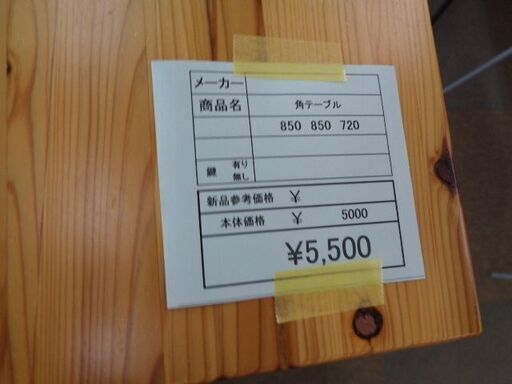 メーカー
商品名 角テーブル
850 850 720
鍵 有り 無し
新品参考価格 ¥
本体価格 ¥ 5000
¥5,500